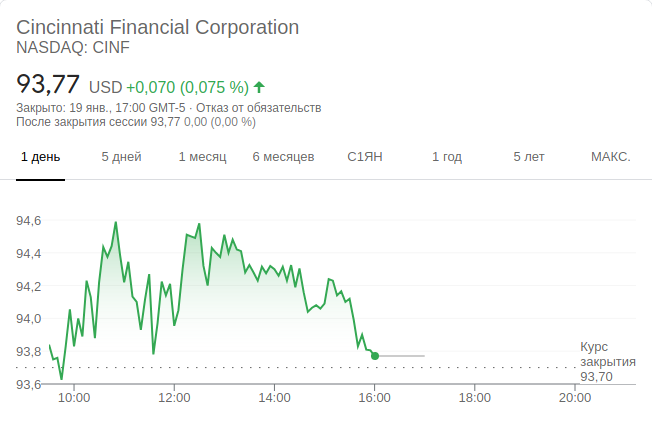 Cincinnati Financial Corporation
NASDAQ: CINF
93,77 USD +0,070 (0,075 %)
Закрыто: 19 янв., 17:00 GMT-5 · Отказ от обязательств
После закрытия сессии 93,77 0,00 (0,00 %)
1 день 5 дней 1 месяц 6 месяцев С1ЯН 1 год 5 лет МАКС.
94,6
94,4
94,2
94,0
93,8
93,6
Курс
закрытия
93,70
10:00 12:00 14:00 16:00 18:00 20:00